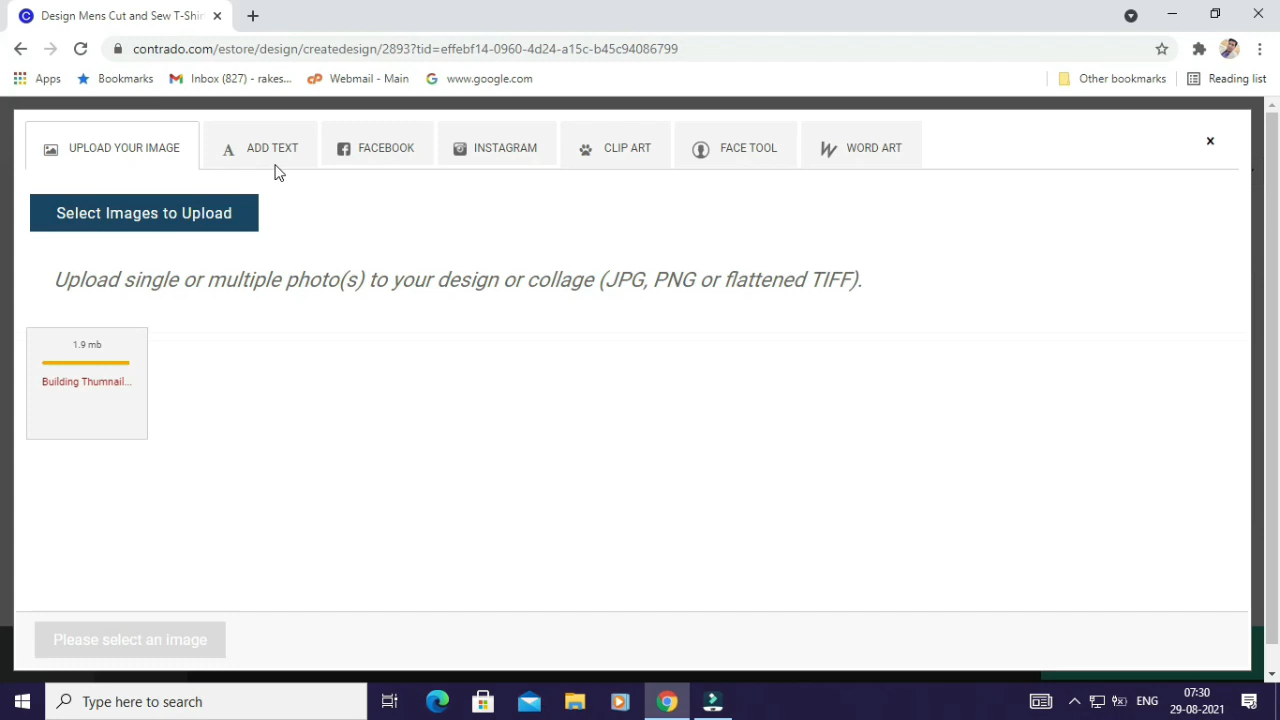 Design Mens Cut and Sew T-Shir
contrado.com/estore/design/createdesign/2893?tid=effebf14-0960-4d24-a15c-b45c94086799
Apps
Bookmarks
Inbox (827) - rakes...
Webmail - Main
www.google.com
Other bookmarks
Reading list
UPLOAD YOUR IMAGE
ADD TEXT
FACEBOOK
INSTAGRAM
CLIP ART
FACE TOOL
WORD ART
x
Select Images to Upload
Upload single or multiple photo(s) to your design or collage (JPG, PNG or flattened TIFF).
1.9 mb
Building Thumnail...
Please select an image
Type here to search
ENG
07:30
29-08-2021